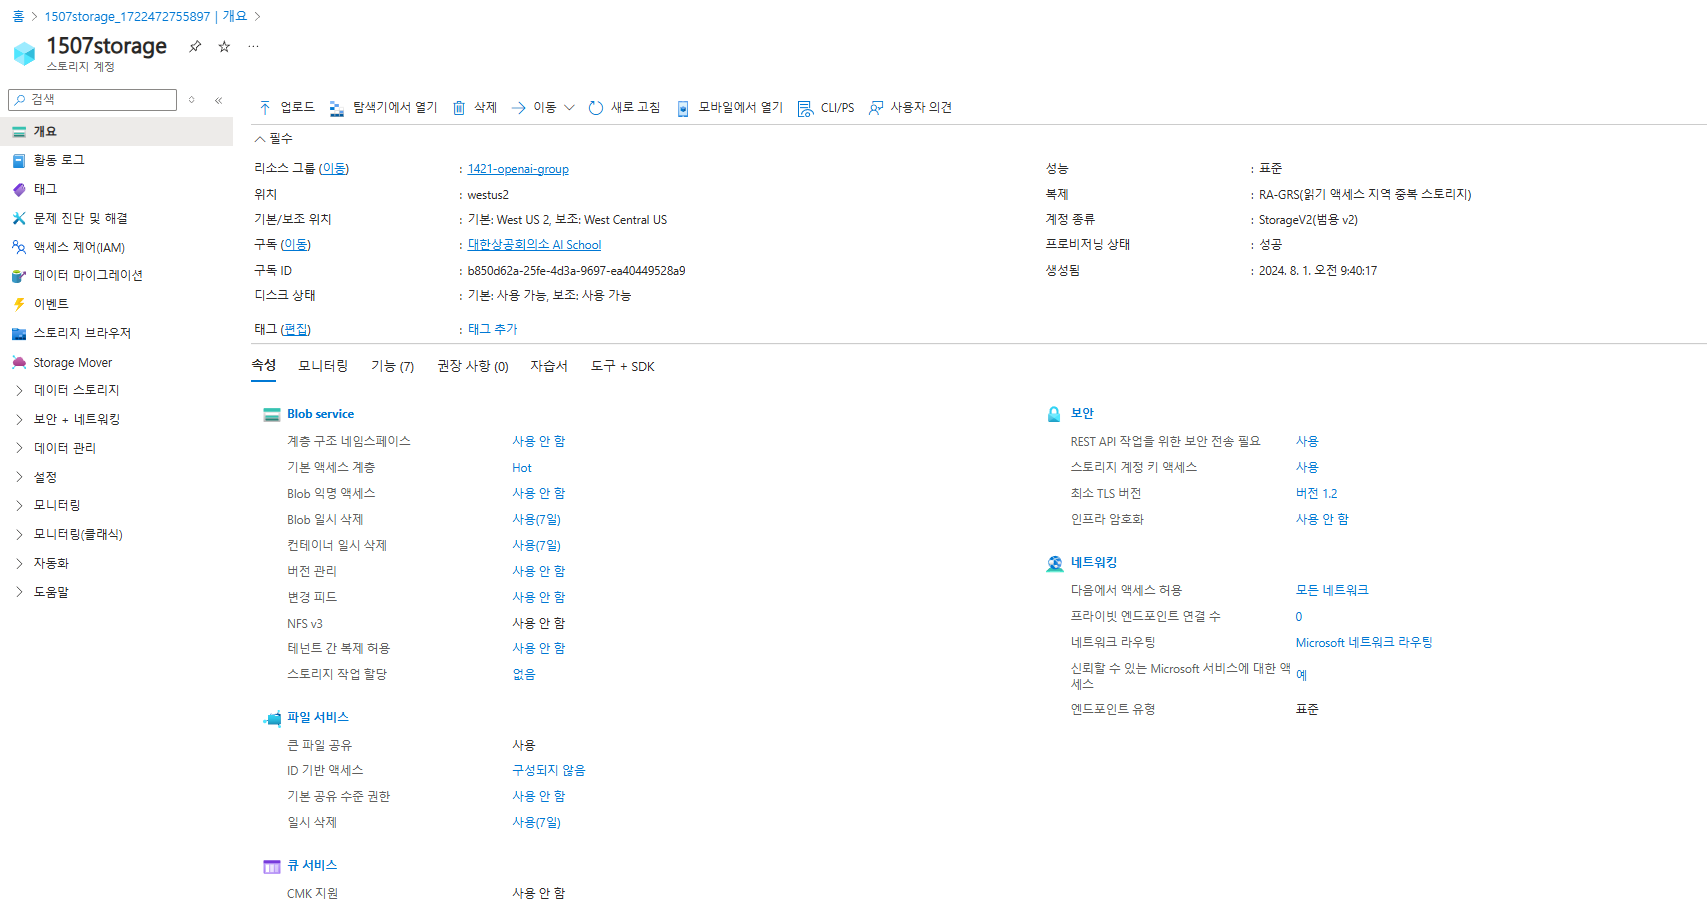 홈 > 1507storage_1722472755897 | 개요 >
1507storage
스토리지 계정
검색
개요
활동 로그
태그
문제 진단 및 해결
액세스 제어(IAM)
데이터 마이그레이션
이벤트
스토리지 브라우저
Storage Mover
데이터 스토리지
보안 + 네트워킹
데이터 관리
설정
모니터링
모니터링(클래식)
자동화
도움말
업로드 탐색기에서 열기 삭제 이동 새로 고침 모바일에서 열기 CLI/PS 사용자 의견
필수
리소스 그룹 (이동) : 1421-openai-group
위치 : westus2
기본/보조 위치 : 기본: West US 2, 보조: West Central US
구독 (이동) : 대한상공회의소 AI School
구독 ID : b850d62a-25fe-4d3a-9697-ea40449528a9
디스크 상태 : 기본: 사용 가능, 보조: 사용 가능
태그 (편집) : 태그 추가
성능 : 표준
복제 : RA-GRS(읽기 액세스 지역 중복 스토리지)
계정 종류 : StorageV2(범용 v2)
프로비저닝 상태 : 성공
생성됨 : 2024. 8. 1. 오전 9:40:17
속성 모니터링 기능 (7) 권장 사항 (0) 자습서 도구 + SDK
Blob service
계층 구조 네임스페이스 사용 안 함
기본 액세스 계층 Hot
Blob 익명 액세스 사용 안 함
Blob 일시 삭제 사용(7일)
컨테이너 일시 삭제 사용(7일)
버전 관리 사용 안 함
변경 피드 사용 안 함
NFS v3 사용 안 함
테넌트 간 복제 허용 사용 안 함
스토리지 작업 할당 없음
파일 서비스
큰 파일 공유 사용
ID 기반 액세스 구성되지 않음
기본 공유 수준 권한 사용 안 함
일시 삭제 사용(7일)
큐 서비스
CMK 지원 사용 안 함
보안
REST API 작업을 위한 보안 전송 필요 사용
스토리지 계정 키 액세스 사용
최소 TLS 버전 버전 1.2
인프라 암호화 사용 안 함
네트워킹
다음에서 액세스 허용 모든 네트워크
프라이빗 엔드포인트 연결 수 0
네트워크 라우팅 Microsoft 네트워크 라우팅
신뢰할 수 있는 Microsoft 서비스에 대한 액
세스 예
엔드포인트 유형 표준